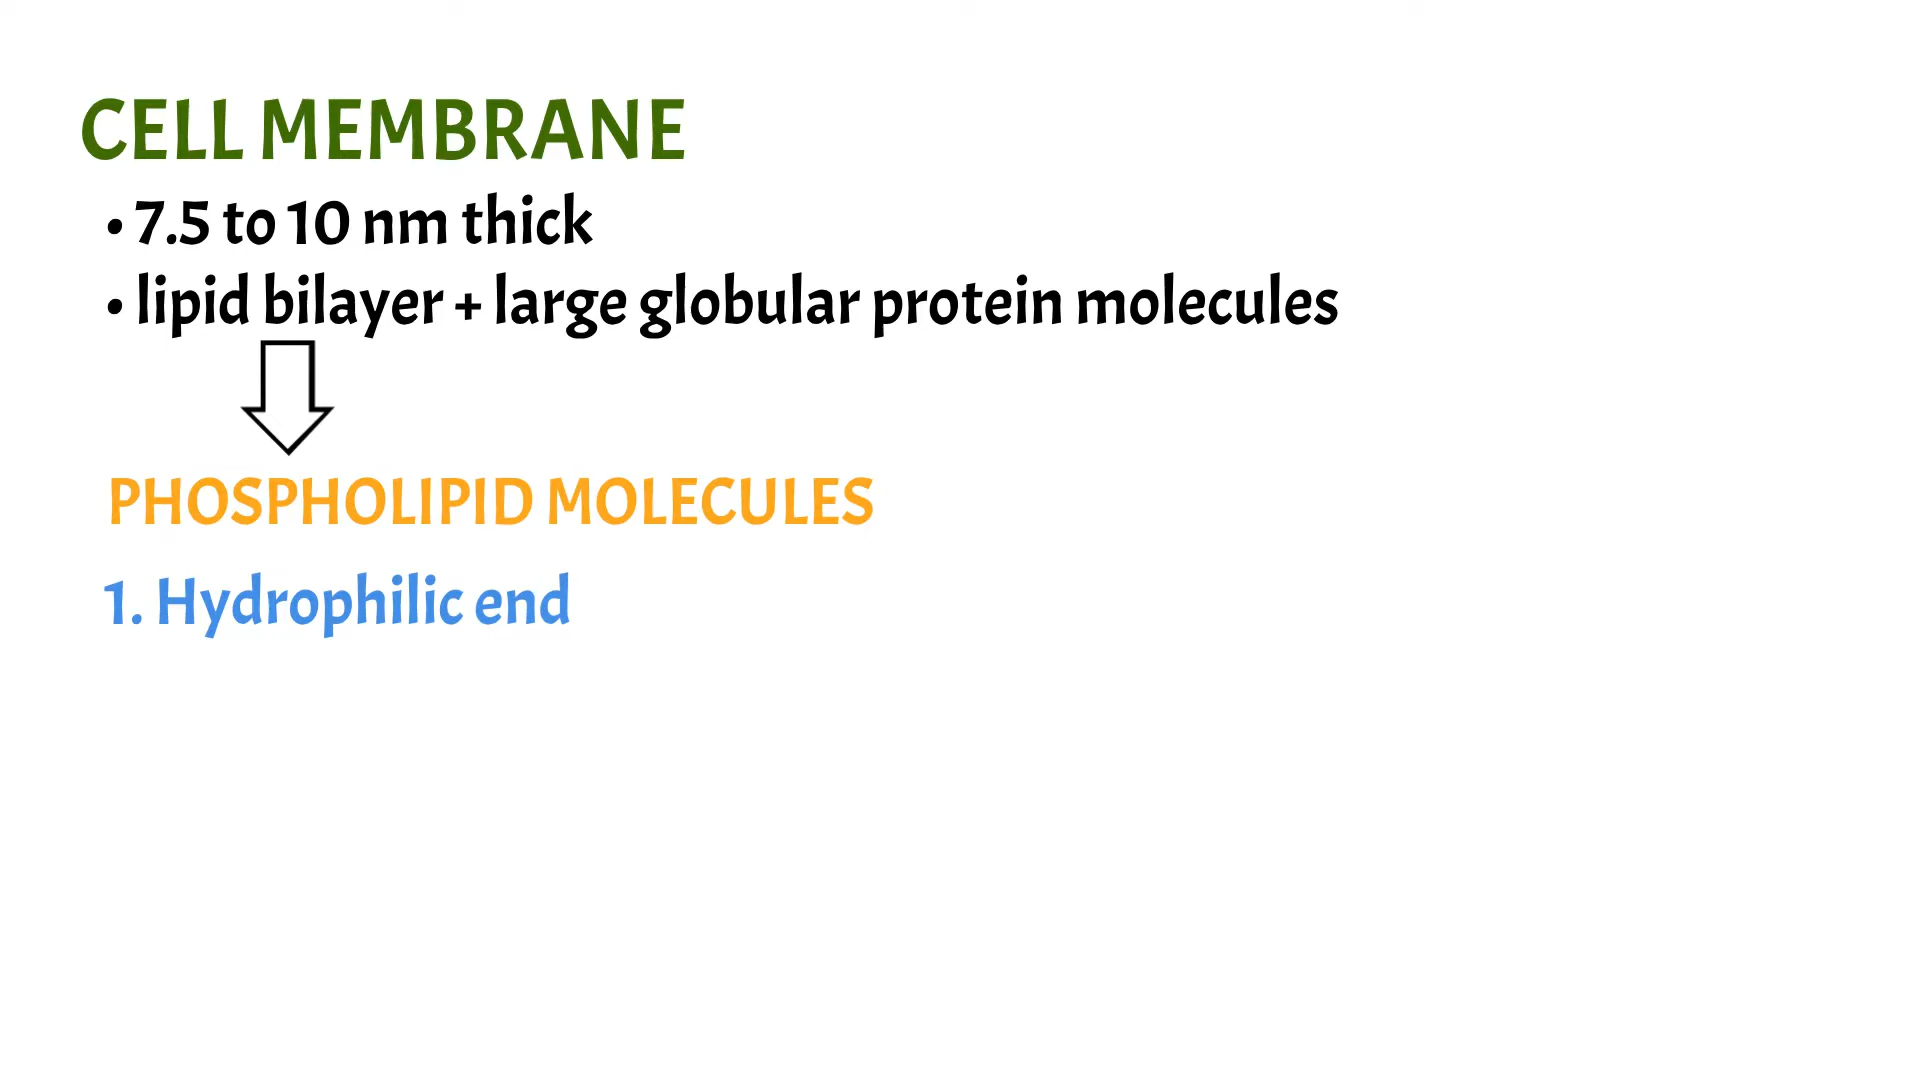 CELL MEMBRANE
• 7.5 to 10 nm thick
• lipid bilayer + large globular protein molecules
PHOSPHOLIPID MOLECULES
1. Hydrophilic end